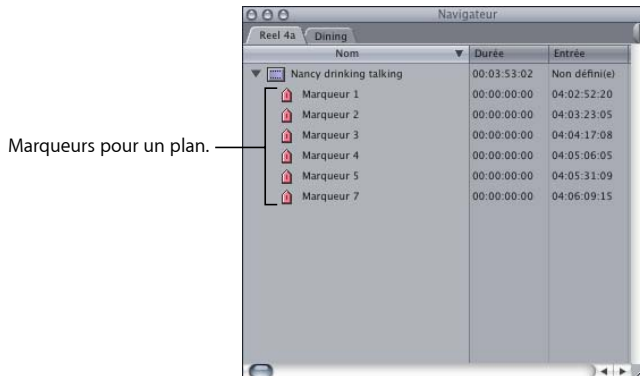 Navigateur
Reel 4a Dining
Nom Durée Entrée
Nancy drinking talking 00:03:53:02 Non défini(e)
Marqueur 1 00:00:00:00 04:02:52:20
Marqueur 2 00:00:00:00 04:03:23:05
Marqueur 3 00:00:00:00 04:04:17:08
Marqueurs pour un plan.
Marqueur 4 00:00:00:00 04:05:06:05
Marqueur 5 00:00:00:00 04:05:31:09
Marqueur 7 00:00:00:00 04:06:09:15